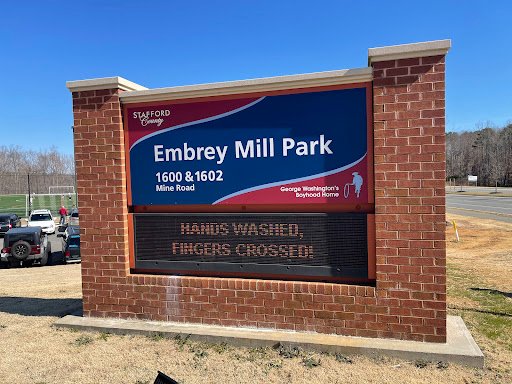 STAFFORD
County
Embrey Mill Park
1600 & 1602
Mine Road
George Washington's
Boyhood Home
HANDS WASHED,
FINGERS CROSSED!